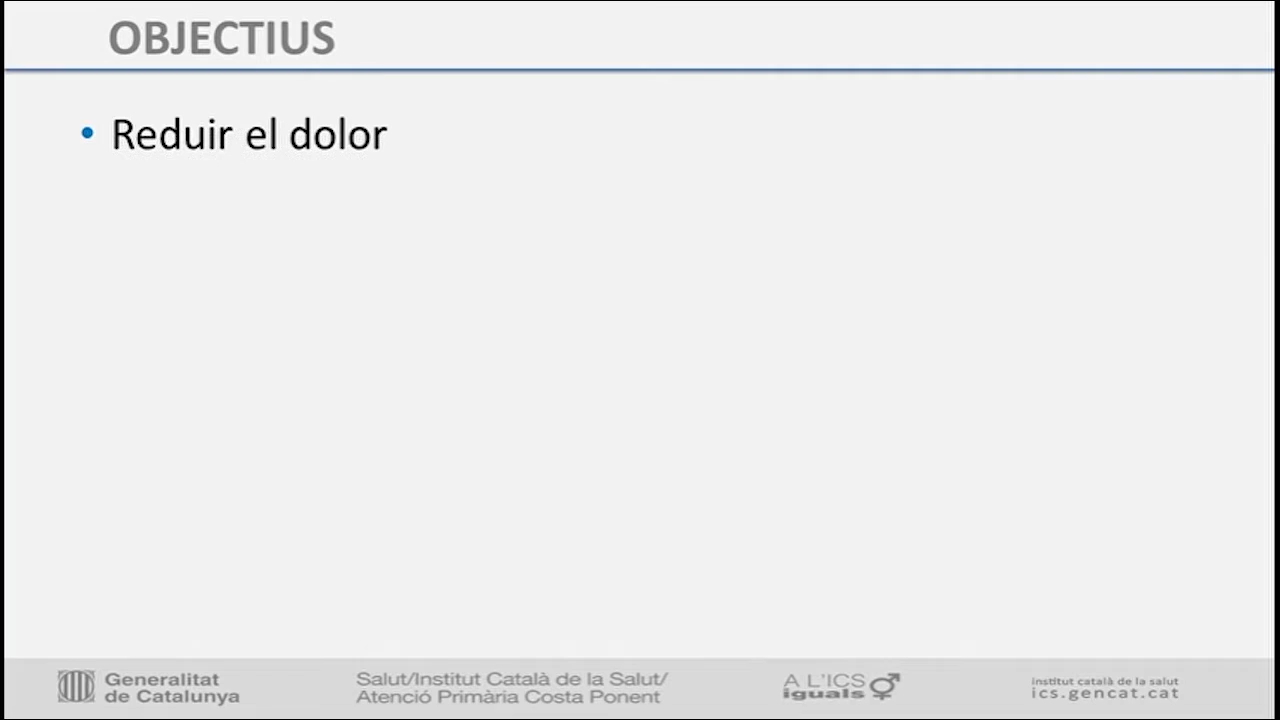 OBJECTIUS
• Reduir el dolor
Generalitat
de Catalunya
Salut/Institut Català de la Salut/
Atenció Primària Costa Ponent
A L'ICS
iguals
institut català de la salut
ics.gencat.cat